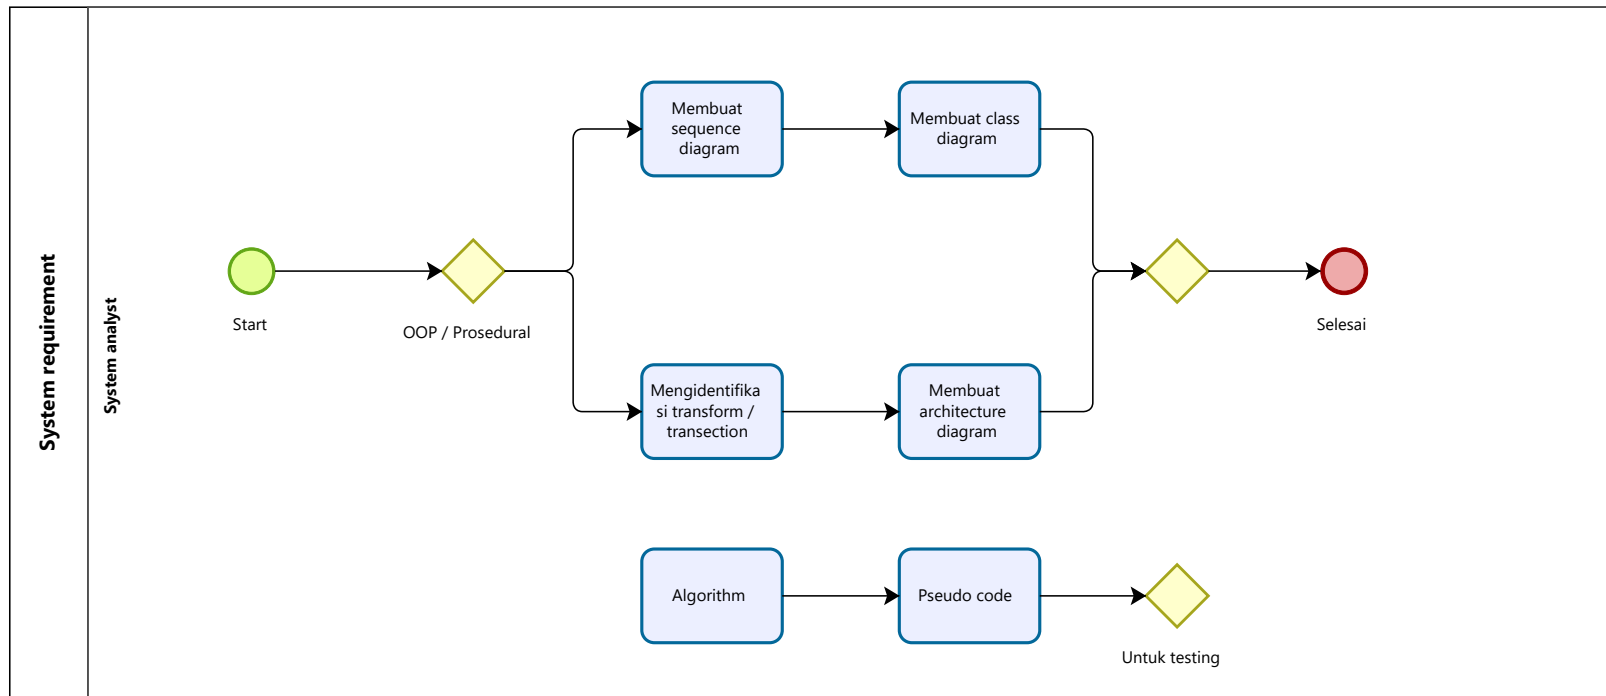 System requirement
System analyst
Start
OOP / Prosedural
Membuat
sequence
diagram
Membuat class
diagram
Mengidentifika
si transform /
transection
Membuat
architecture
diagram
Selesai
Algorithm
Pseudo code
Untuk testing